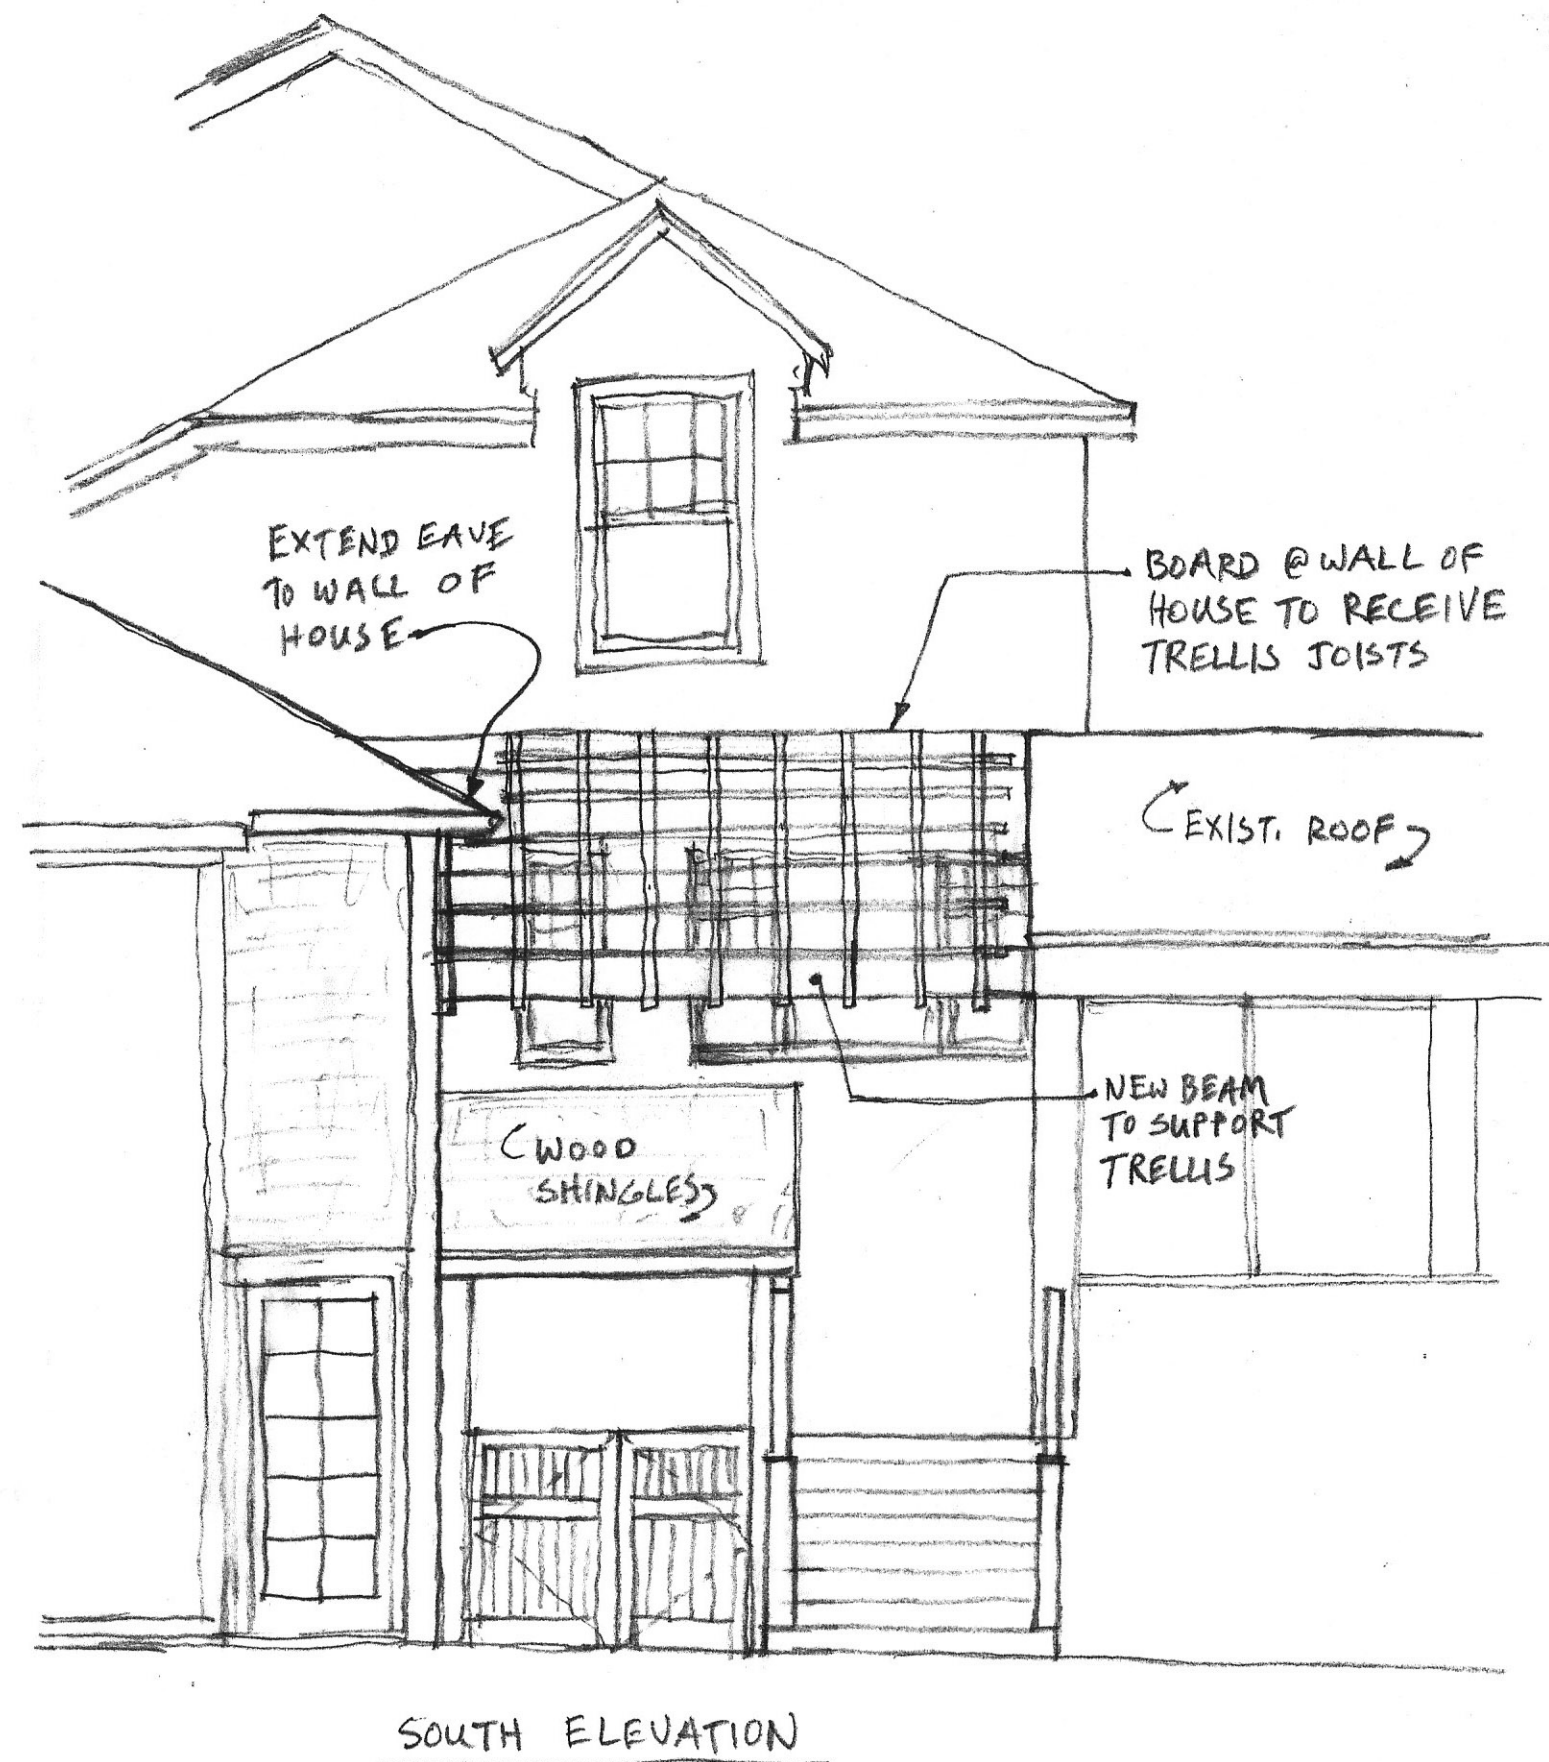 EXTEND EAVE
TO WALL OF
HOUSE
BOARD @ WALL OF
HOUSE TO RECEIVE
TRELLIS JOISTS
EXIST. ROOF
NEW BEAM
TO SUPPORT
TRELLIS
WOOD
SHINGLES
SOUTH ELEVATION